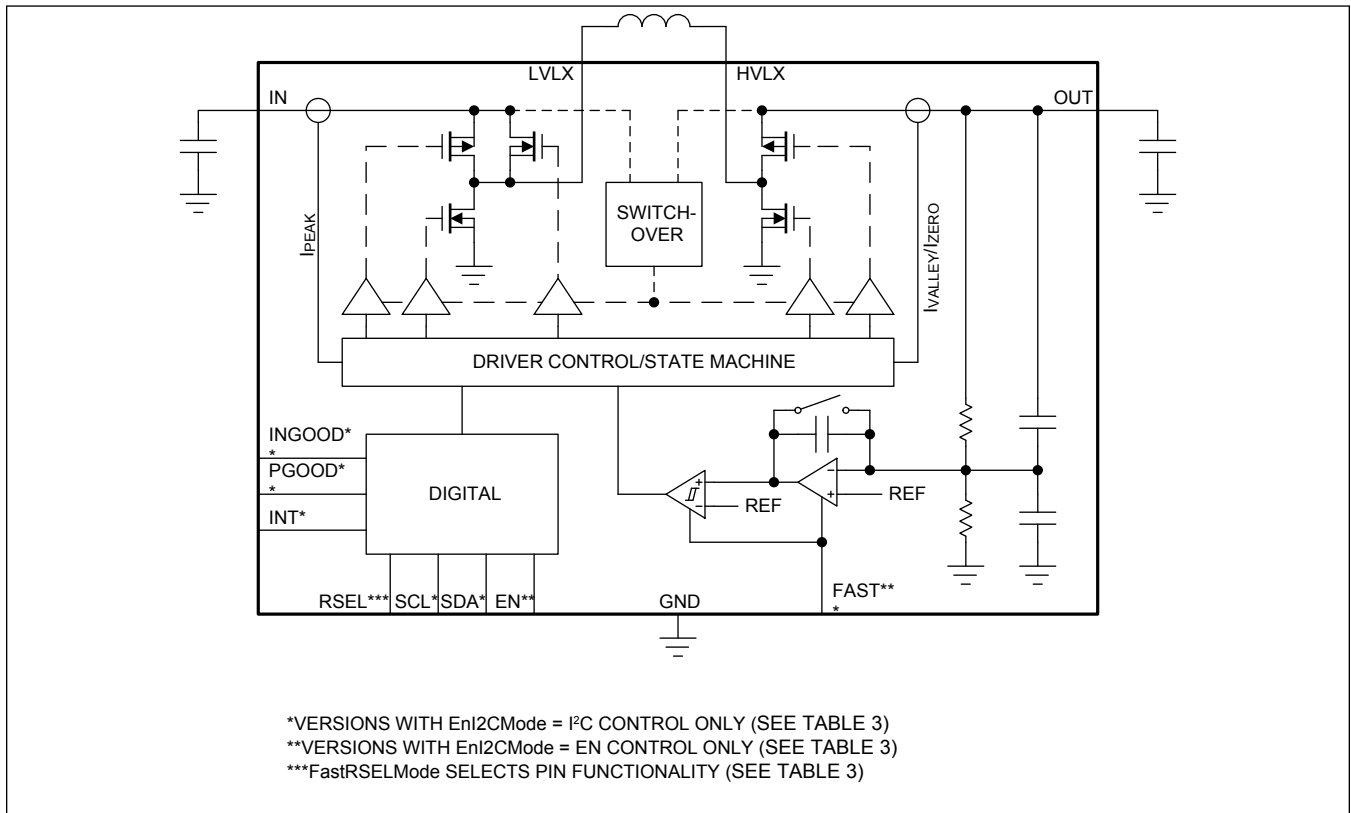 LVLX
HVLX
IN
OUT
SWITCH-
OVER
IPEAK
IVALLEY/IZERO
DRIVER CONTROL/STATE MACHINE
INGOOD*
*
PGOOD*
*
INT*
DIGITAL
+
-
REF
-
+
REF
RSEL***
SCL*
SDA*
EN**
GND
FAST**
*
*VERSIONS WITH EnI2CMode = I²C CONTROL ONLY (SEE TABLE 3)
**VERSIONS WITH EnI2CMode = EN CONTROL ONLY (SEE TABLE 3)
***FastRSELMode SELECTS PIN FUNCTIONALITY (SEE TABLE 3)